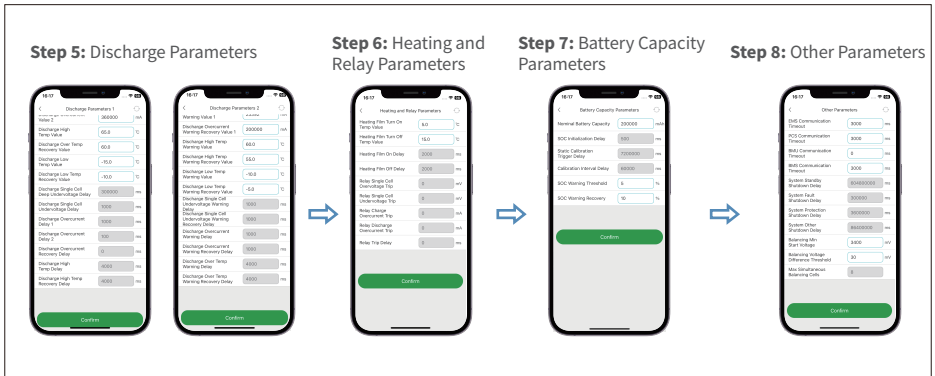 Step 5: Discharge Parameters
16:17
Discharge Parameters 1
Value 2 300000 mA
Discharge High
Temp Value 65.0 ℃
Discharge Over Temp
Recovery Value 60.0 ℃
Discharge Low
Temp Value -15.0 ℃
Discharge Low Temp
Recovery Value -10.0 ℃
Discharge Single Cell
Deep Undervoltage Delay ms
Discharge Single Cell
Undervoltage Delay 1000 ms
Discharge Overcurrent
Delay 1 1000 ms
Discharge Overcurrent
Delay 2 100 ms
Discharge Overcurrent
Recovery Delay 0 ms
Discharge High
Temp Delay 4000 ms
Discharge High Temp
Recovery Delay 4000 ms
Confirm
16:17
Discharge Parameters 2
Warning Value 1
Discharge Overcurrent
Warning Recovery Value 1 200000 mA
Discharge High Temp
Warning Value 60.0 ℃
Discharge High Temp
Warning Recovery Value 55.0 ℃
Discharge Low Temp
Warning Value -10.0 ℃
Discharge Low Temp
Warning Recovery Value -5.0 ℃
Discharge Single Cell
Undervoltage Warning
Delay 1000 ms
Discharge Single Cell
Undervoltage Warning
Recovery Delay 1000 ms
Discharge Overcurrent
Warning Delay 1000 ms
Discharge Overcurrent
Warning Recovery Delay 1000 ms
Discharge Over Temp
Warning Delay 4000 ms
Discharge Over Temp
Warning Recovery Delay 4000 ms
Confirm
Step 6: Heating and
Relay Parameters
16:17
Heating and Relay Parameters
Heating Film Turn On
Temp Value 5.0 ℃
Heating Film Turn Off
Temp Value 15.0 ℃
Heating Film On Delay 2000 ms
Heating Film Off Delay 2000 ms
Relay Single Cell
Overvoltage Trip 0 mV
Relay Single Cell
Undervoltage Trip 0 mV
Relay Charge
Overcurrent Trip 0 mA
Relay Discharge
Overcurrent Trip 0 mA
Relay Trip Delay 0 ms
Confirm
Step 7: Battery Capacity
Parameters
16:17
Battery Capacity Parameters
Nominal Battery Capacity 200000 mAh
SOC Initialization Delay 500 ms
Static Calibration
Trigger Delay 7200000 ms
Calibration Interval Delay 60000 ms
SOC Warning Threshold 5 %
SOC Warning Recovery 10 %
Confirm
Step 8: Other Parameters
16:17
Other Parameters
EMS Communication
Timeout 3000 ms
PCS Communication
Timeout 3000 ms
BMU Communication
Timeout 0 ms
BMS Communication
Timeout 3000 ms
System Standby
Shutdown Delay ms
System Fault
Shutdown Delay ms
System Protection
Shutdown Delay ms
System Other
Shutdown Delay ms
Balancing Min
Start Voltage 3400 mV
Balancing Voltage
Difference Threshold 30 mV
Max Simultaneous
Balancing Cells 0
Confirm